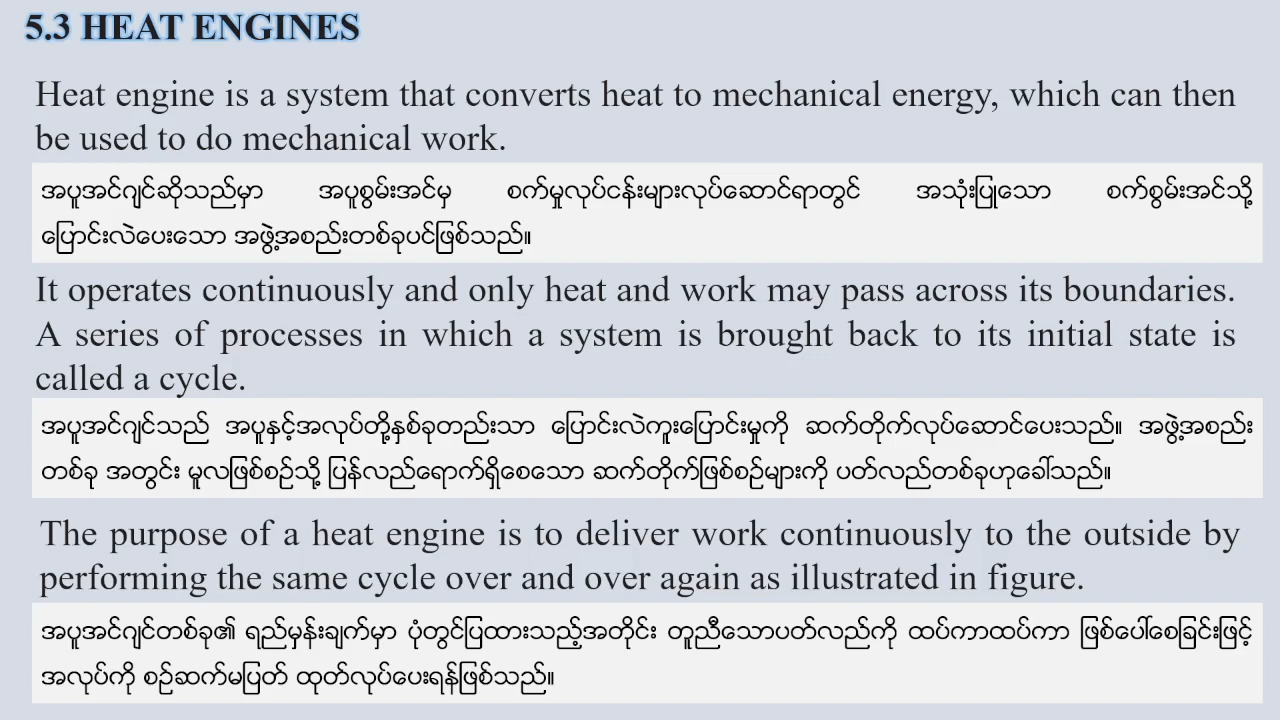 5.3 HEAT ENGINES
Heat engine is a system that converts heat to mechanical energy, which can then
be used to do mechanical work.
အပူအင်ဂျင်ဆိုသည်မှာ အပူစွမ်းအင်မှ စက်မှုလုပ်ငန်းများလုပ်ဆောင်ရာတွင် အသုံးပြုသော စက်စွမ်းအင်သို့
ပြောင်းလဲပေးသော အဖွဲ့အစည်းတစ်ခုပင်ဖြစ်သည်။
It operates continuously and only heat and work may pass across its boundaries.
A series of processes in which a system is brought back to its initial state is
called a cycle.
အပူအင်ဂျင်သည် အပူနှင့်အလုပ်တို့နှစ်ခုတည်းသာ ပြောင်းလဲကူးပြောင်းမှုကို ဆက်တိုက်လုပ်ဆောင်ပေးသည်။ အဖွဲ့အစည်း
တစ်ခု အတွင်း မူလဖြစ်စဉ်သို့ ပြန်လည်ရောက်ရှိစေသော ဆက်တိုက်ဖြစ်စဉ်များကို ပတ်လည်တစ်ခုဟုခေါ်သည်။
The purpose of a heat engine is to deliver work continuously to the outside by
performing the same cycle over and over again as illustrated in figure.
အပူအင်ဂျင်တစ်ခု၏ ရည်မှန်းချက်မှာ ပုံတွင်ပြထားသည့်အတိုင်း တူညီသောပတ်လည်ကို ထပ်ကာထပ်ကာ ဖြစ်ပေါ်စေခြင်းဖြင့်
အလုပ်ကို စဉ်ဆက်မပြတ် ထုတ်လုပ်ပေးရန်ဖြစ်သည်။